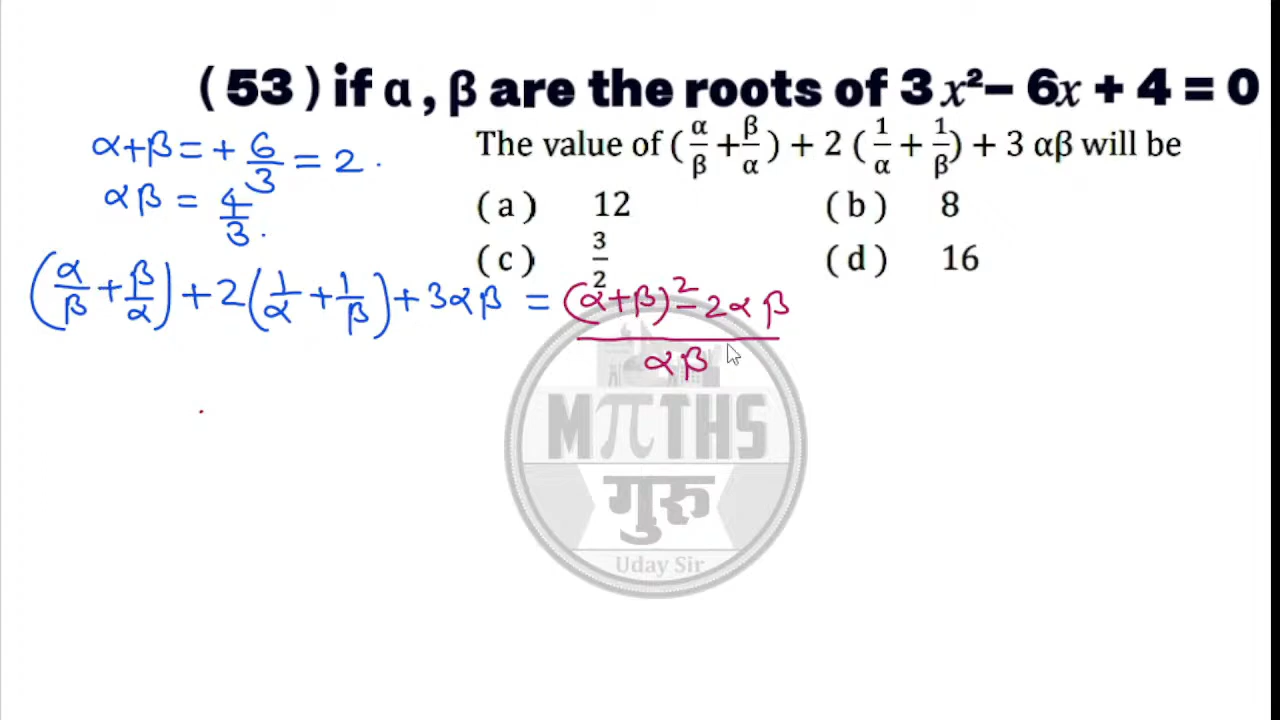 ( 53 ) if α , β are the roots of 3 x²– 6x + 4 = 0
The value of (α/β + β/α) + 2 (1/α + 1/β) + 3 αβ will be
α+β = + 6/3 = 2 .
αβ = 4/3 .
( a ) 12 ( b ) 8
( c ) 3/2 ( d ) 16
(α/β + β/α) + 2(1/α + 1/β) + 3αβ = ((α+β)² – 2αβ)/αβ
MπTHS
गुरु
Uday Sir